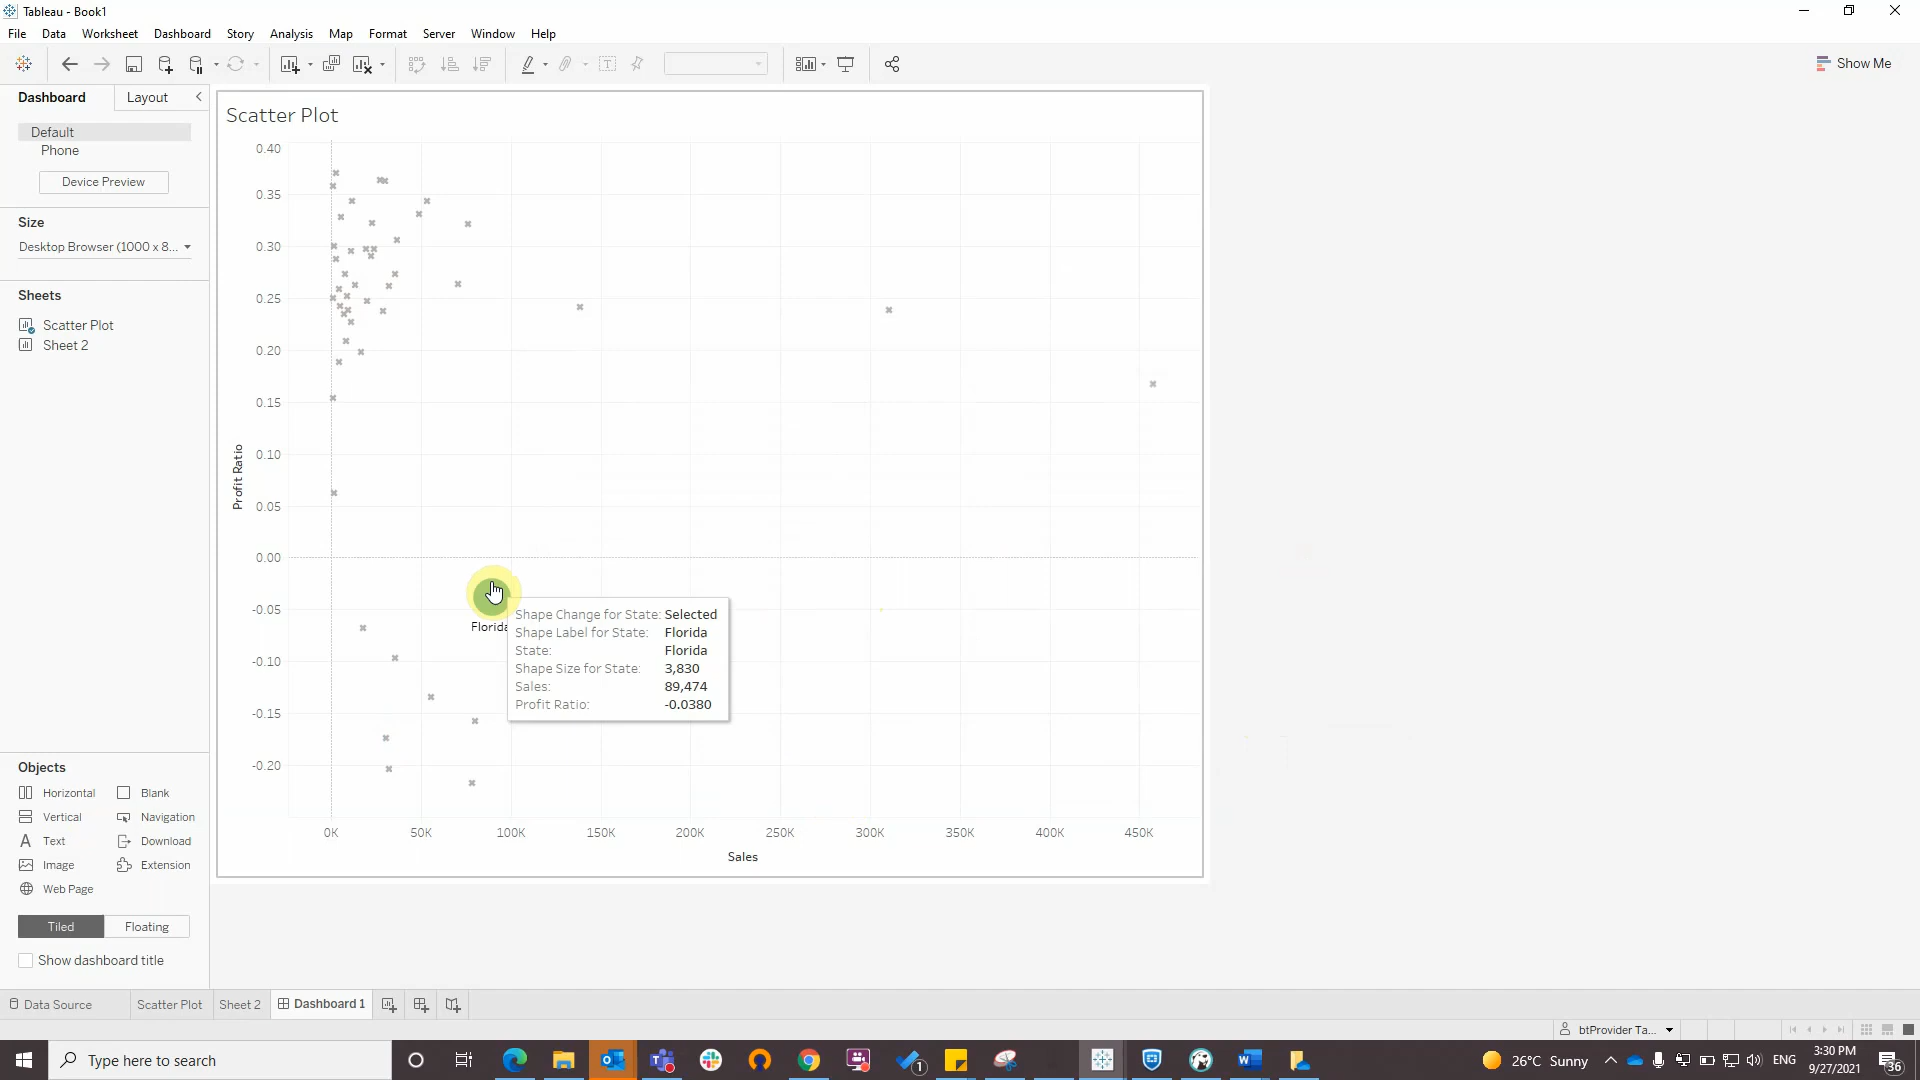 Tableau - Book1
File Data Worksheet Dashboard Story Analysis Map Format Server Window Help
Show Me
Dashboard Layout
Default
Phone
Device Preview
Size
Desktop Browser (1000 x 8...
Sheets
Scatter Plot
Sheet 2
Objects
Horizontal Blank
Vertical Navigation
Text Download
Image Extension
Web Page
Tiled Floating
Show dashboard title
Scatter Plot
0.40
0.35
0.30
0.25
0.20
0.15
0.10
0.05
0.00
-0.05
-0.10
-0.15
-0.20
Profit Ratio
Florida
Shape Change for State: Selected
Shape Label for State: Florida
State: Florida
Shape Size for State: 3,830
Sales: 89,474
Profit Ratio: -0.0380
0K 50K 100K 150K 200K 250K 300K 350K 400K 450K
Sales
Data Source Scatter Plot Sheet 2 Dashboard 1
btProvider Ta...
Type here to search
1
26°C Sunny
ENG
3:30 PM
9/27/2021
36